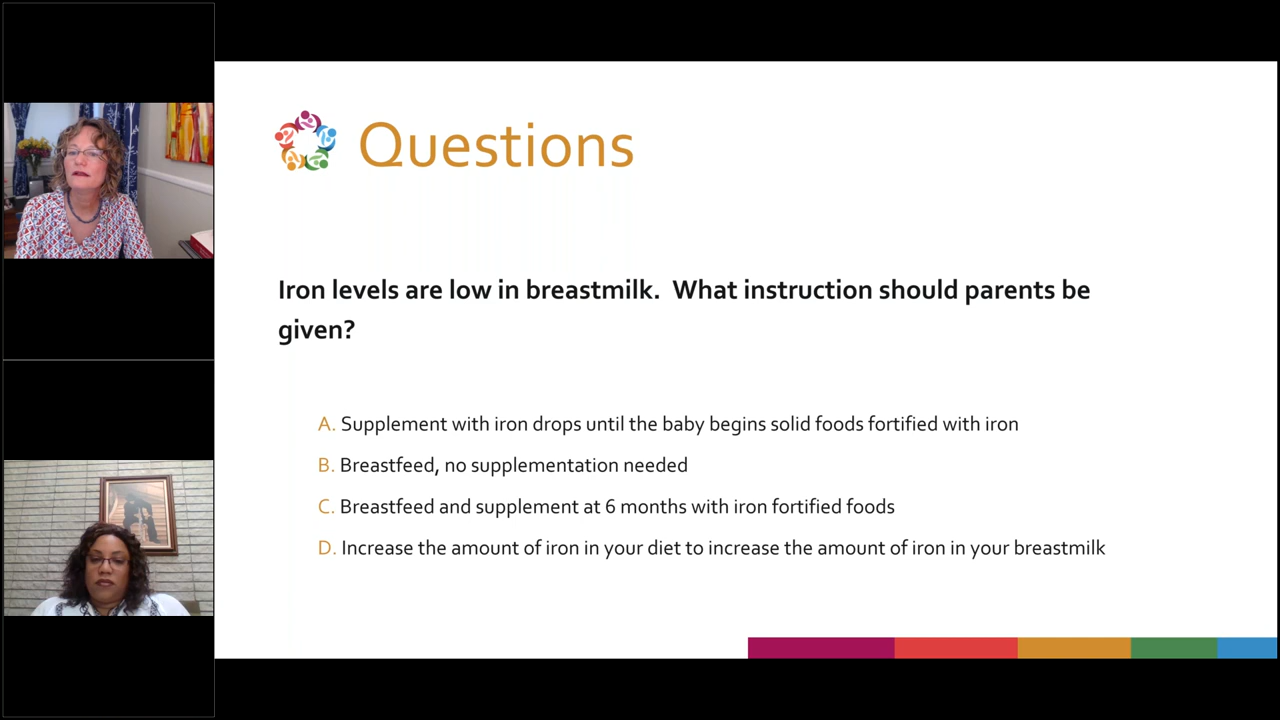 Questions
Iron levels are low in breastmilk.  What instruction should parents be
given?
A. Supplement with iron drops until the baby begins solid foods fortified with iron
B. Breastfeed, no supplementation needed
C. Breastfeed and supplement at 6 months with iron fortified foods
D. Increase the amount of iron in your diet to increase the amount of iron in your breastmilk